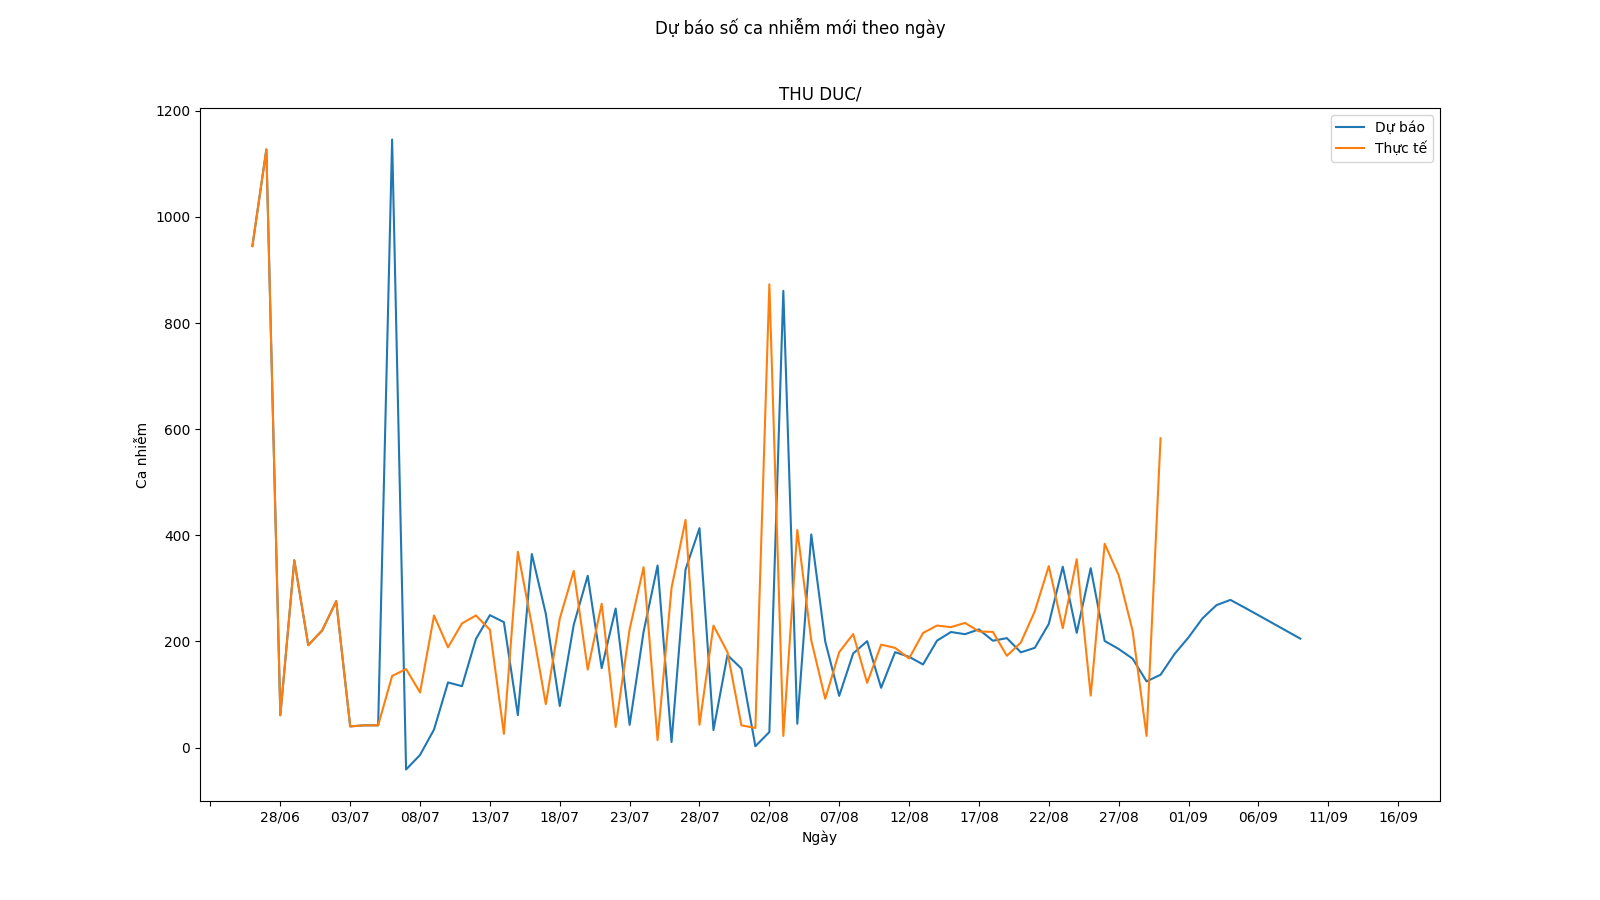 Dự báo số ca nhiễm mới theo ngày
THU DUC/
Dự báo
Thực tế
1200
1000
800
600
400
200
0
Ca nhiễm
28/06 03/07 08/07 13/07 18/07 23/07 28/07 02/08 07/08 12/08 17/08 22/08 27/08 01/09 06/09 11/09 16/09
Ngày